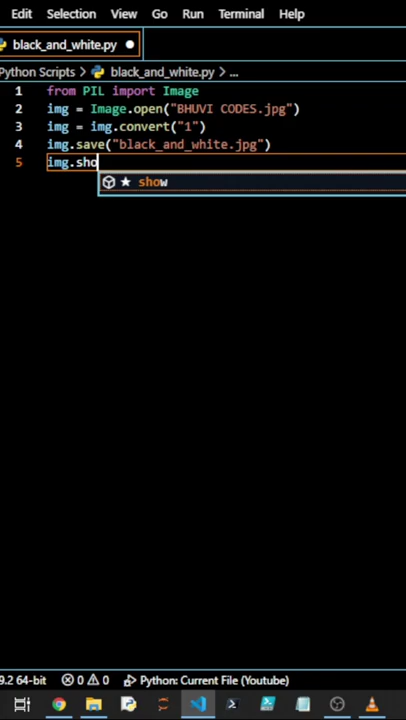 Edit Selection View Go Run Terminal Help
black_and_white.py
Python Scripts > black_and_white.py > ...
1 from PIL import Image
2 img = Image.open("BHUVI CODES.jpg")
3 img = img.convert("1")
4 img.save("black_and_white.jpg")
5 img.sho
show
9.2 64-bit 0 0 Python: Current File (Youtube)